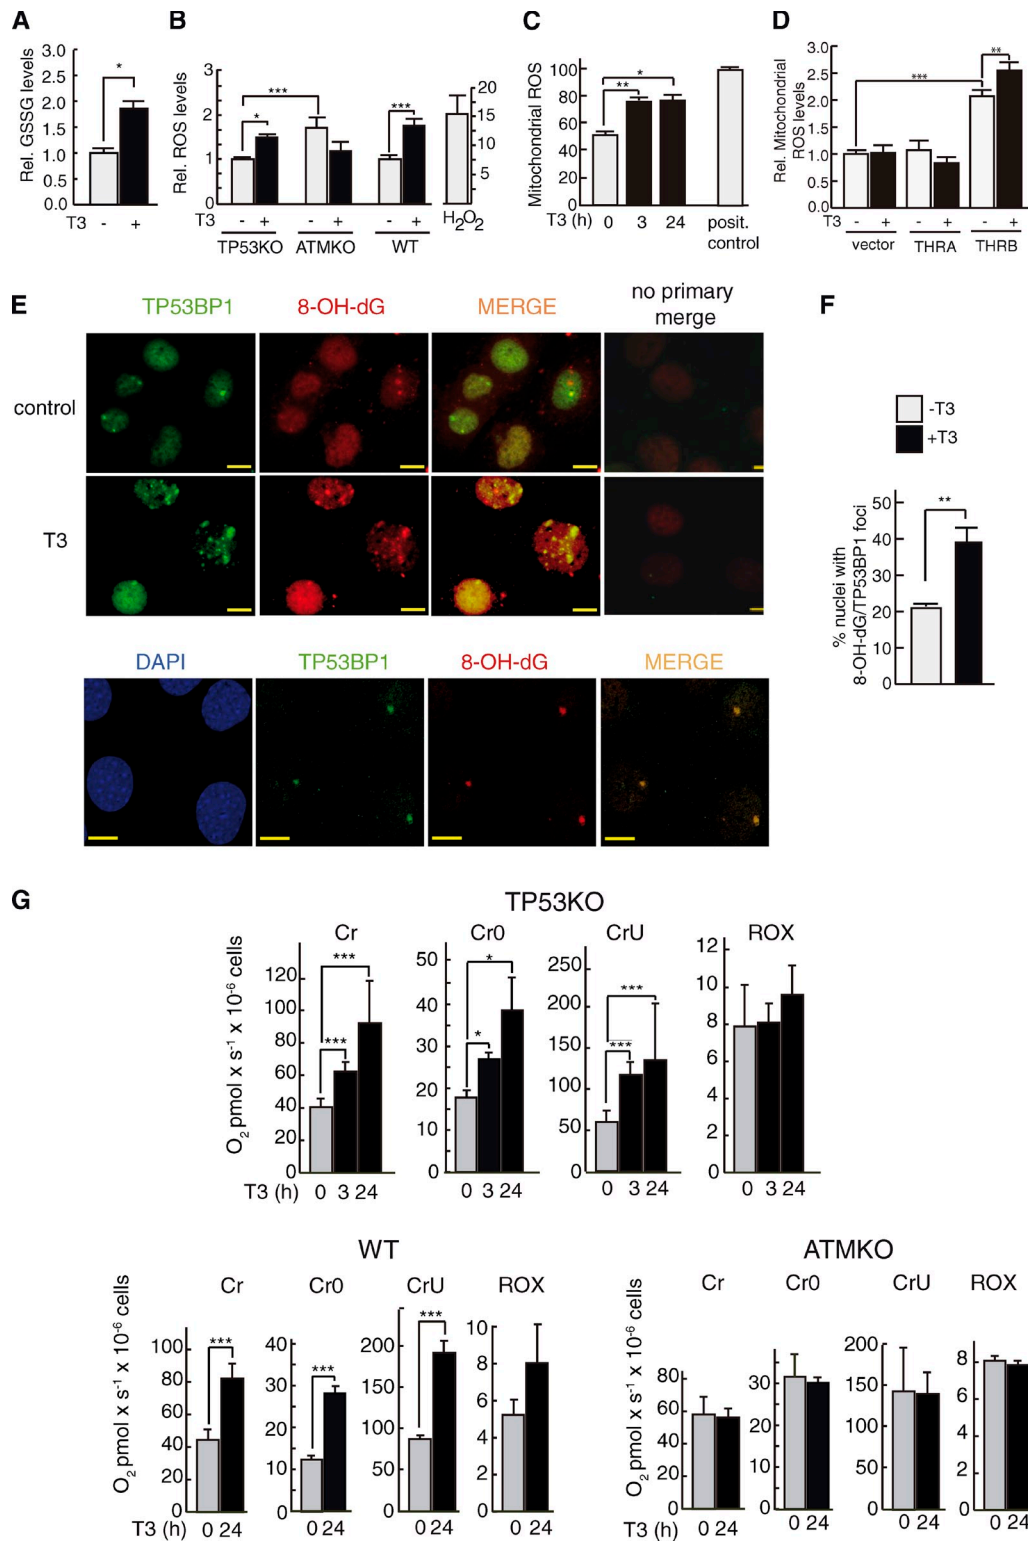 A
Rel. GSSG levels
3.0
2.5
2.0
1.5
1.0
0.5
0.0
*
T3 - +
B
Rel. ROS levels
3
2
1
*
***
***
20
15
10
5
H2O2
T3 - + - + - +
TP53KO ATMKO WT
C
Mitochondrial ROS
100
80
60
40
20
0
**
*
T3 (h) 0 3 24
posit.
control
D
Rel. Mitochondrial
ROS levels
3.0
2.5
2.0
1.5
1.0
0.5
0.0
***
**
T3 - + - + - +
vector THRA THRB
E
TP53BP1 8-OH-dG MERGE no primary
merge
control
T3
DAPI TP53BP1 8-OH-dG MERGE
F
-T3
+T3
% nuclei with
8-OH-dG/TP53BP1 foci
50
40
30
20
10
0
**
G
TP53KO
O2 pmol x s-1 x 10-6 cells
Cr
120
100
80
60
40
20
0
***
***
T3 (h) 0 3 24
Cr0
50
40
30
20
10
0
*
*
0 3 24
CrU
250
200
150
100
50
0
***
***
0 3 24
ROX
12
10
8
6
4
2
0
0 3 24
WT
O2 pmol x s-1 x 10-6 cells
Cr
100
80
60
40
20
0
***
T3 (h) 0 24
Cr0
40
30
20
10
0
***
0 24
CrU
200
150
100
50
0
***
0 24
ROX
10
8
6
4
2
0
0 24
ATMKO
O2 pmol x s-1 x 10-6 cells
Cr
80
60
40
20
0
T3 (h) 0 24
Cr0
40
30
20
10
0
0 24
CrU
200
150
100
50
0
0 24
ROX
8
6
4
2
0
0 24